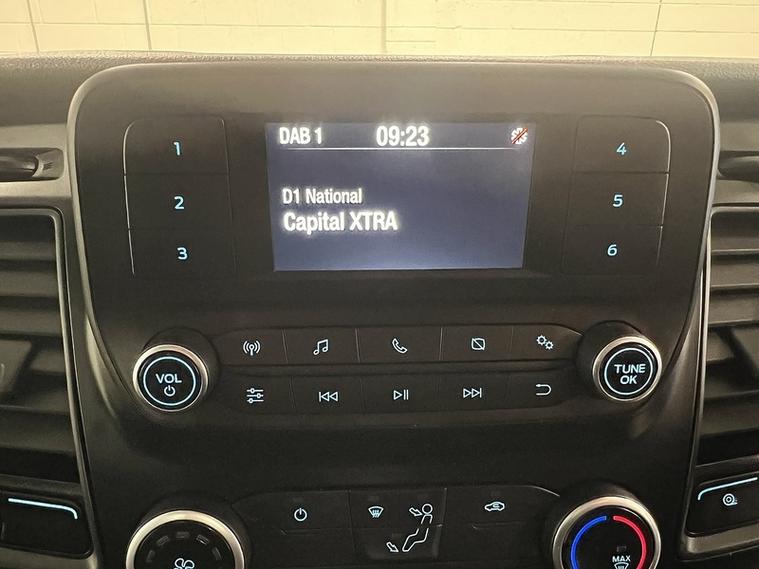 DAB 1 09:23
D1 National
Capital XTRA
1
2
3
4
5
6
VOL
TUNE
OK
MAX